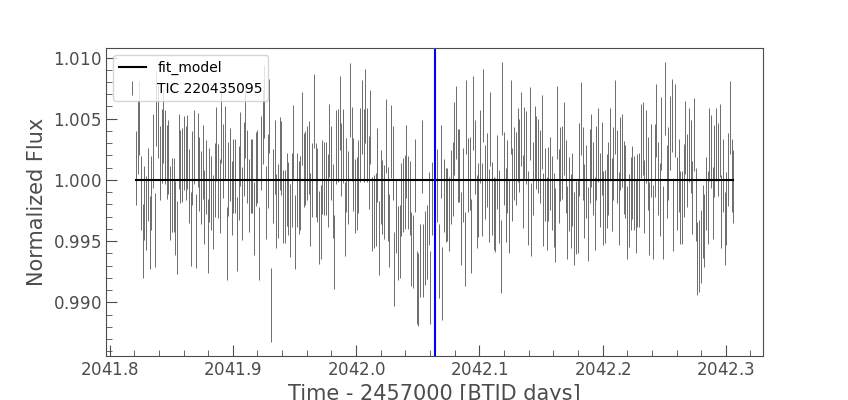 fit_model
TIC 220435095
1.010
1.005
1.000
0.995
0.990
Normalized Flux
2041.8 2041.9 2042.0 2042.1 2042.2 2042.3
Time - 2457000 [BTJD days]